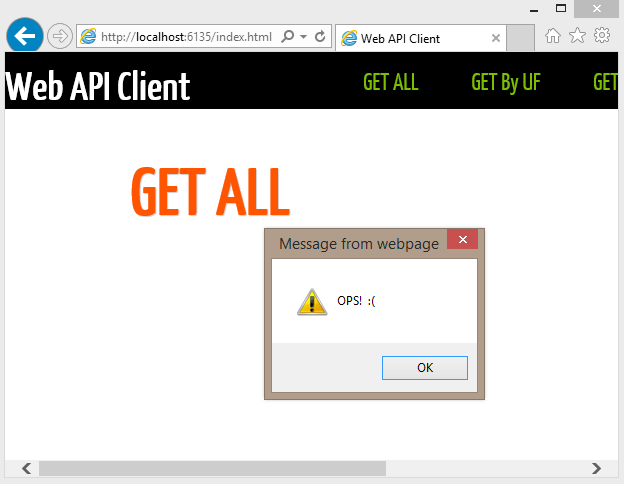 http://localhost:6135/index.html
Web API Client
Web API Client
GET ALL
GET By UF
GET
GET ALL
Message from webpage
OPS! :(
OK